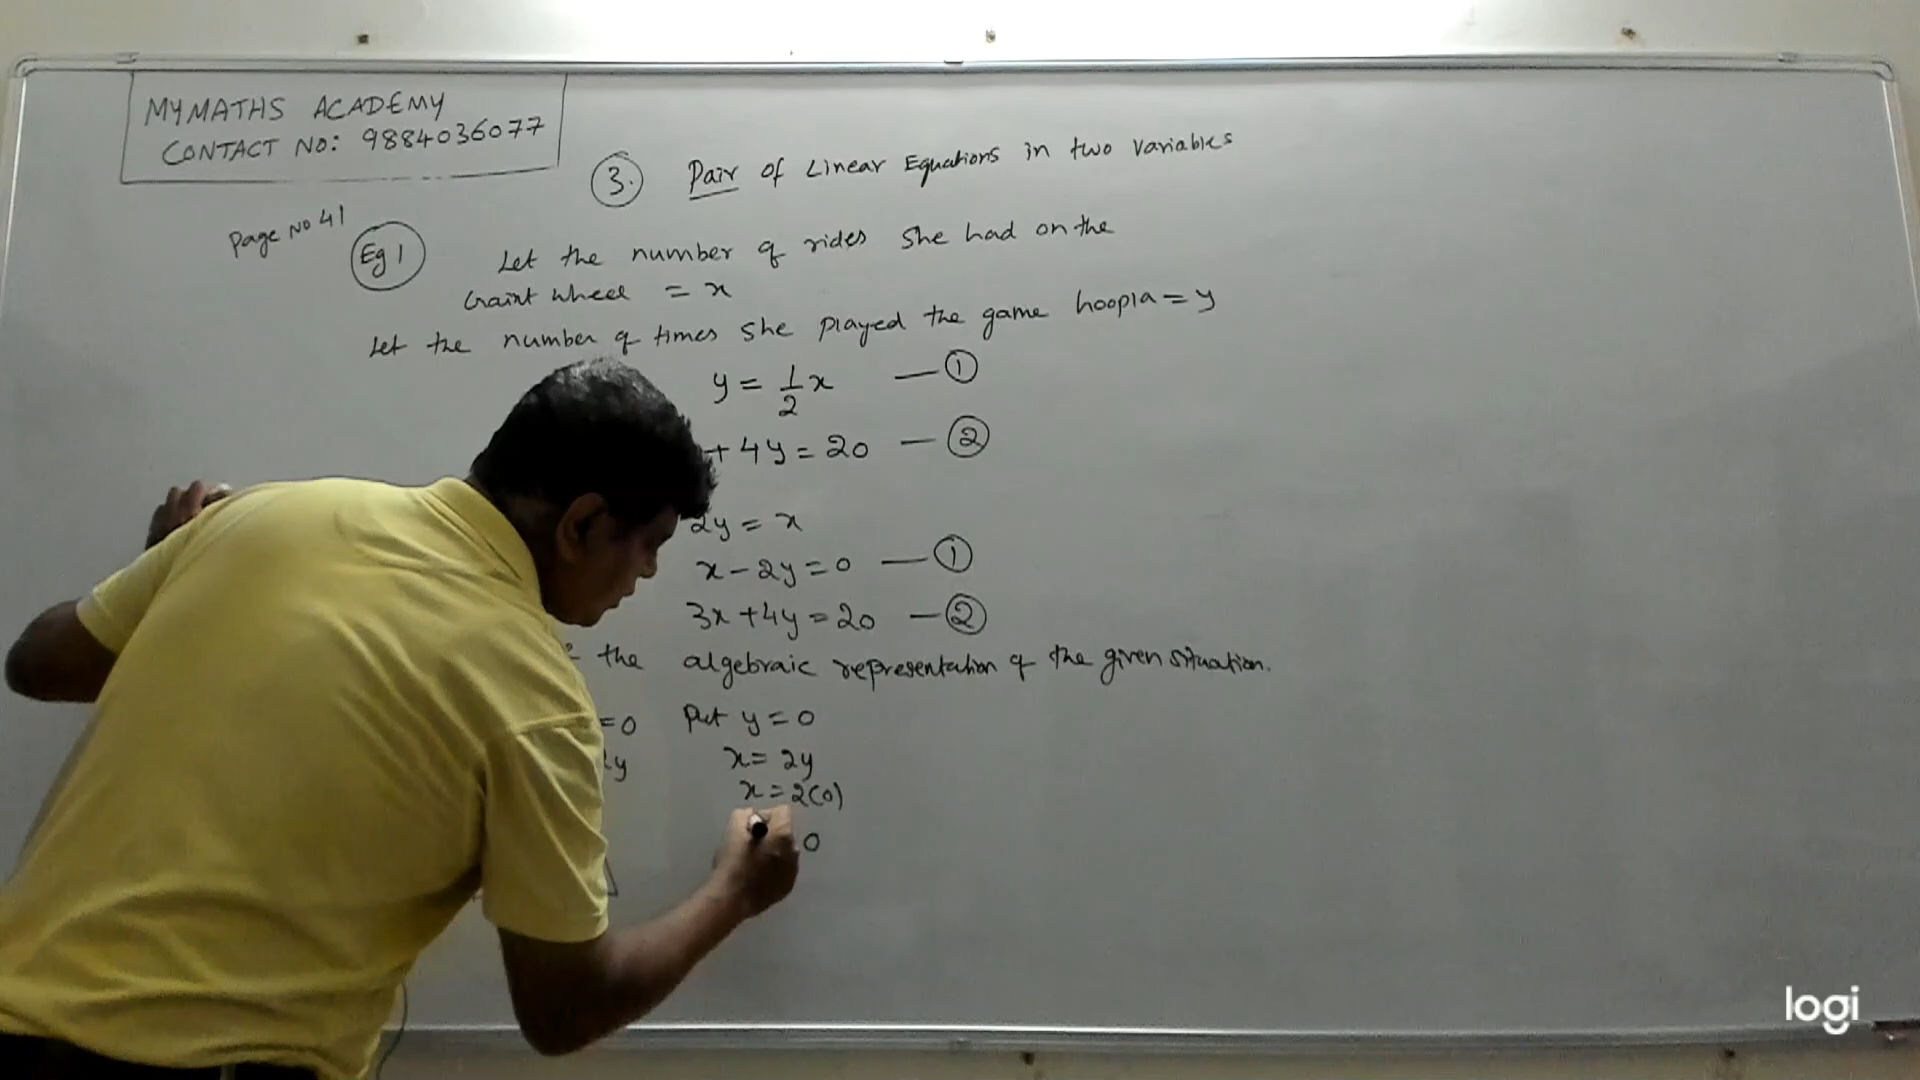 MYMATHS ACADEMY
CONTACT NO: 9884036077
3. Pair of Linear Equations in two variables
Page No 41
Eg 1 Let the number of rides she had on the
Graint wheel = x
Let the number of times she played the game hoopla = y
y = 1/2 x — 1
+ 4y = 20 — 2
2y = x
x - 2y = 0 — 1
3x + 4y = 20 — 2
the algebraic representation of the given situation.
= 0 Put y = 0
y x = 2y
x = 2(0)
0
logi